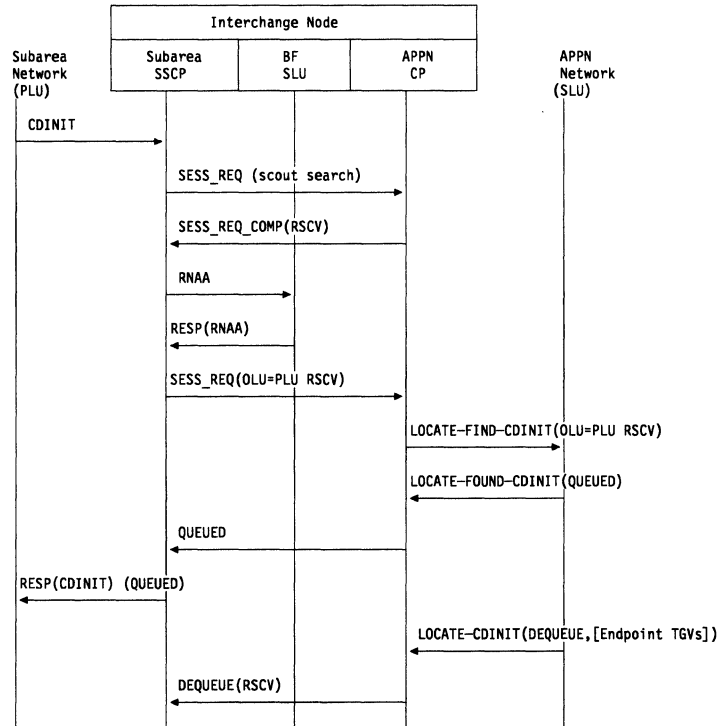 Interchange Node
Subarea
Network
(PLU)
Subarea
SSCP
BF
SLU
APPN
CP
APPN
Network
(SLU)
CDINIT
SESS_REQ (scout search)
SESS_REQ_COMP(RSCV)
RNAA
RESP(RNAA)
SESS_REQ(OLU=PLU RSCV)
LOCATE-FIND-CDINIT(OLU=PLU RSCV)
LOCATE-FOUND-CDINIT(QUEUED)
QUEUED
RESP(CDINIT) (QUEUED)
LOCATE-CDINIT(DEQUEUE,[Endpoint TGVs])
DEQUEUE(RSCV)